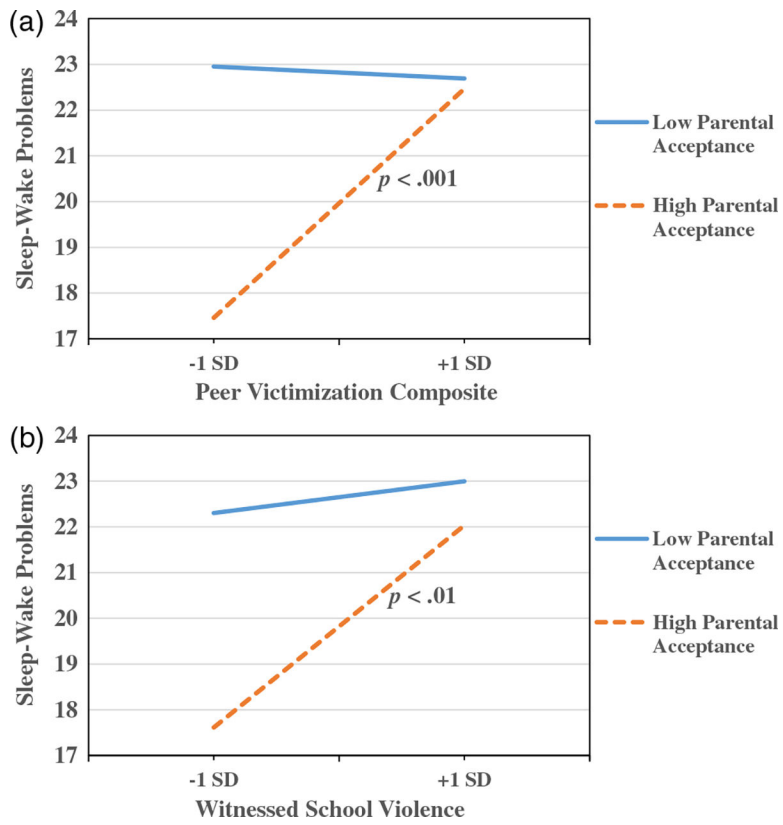 (a)
24
23
22
21
20
19
18
17
Sleep-Wake Problems
p < .001
-1 SD
+1 SD
Peer Victimization Composite
Low Parental
Acceptance
High Parental
Acceptance
(b)
24
23
22
21
20
19
18
17
Sleep-Wake Problems
p < .01
-1 SD
+1 SD
Witnessed School Violence
Low Parental
Acceptance
High Parental
Acceptance